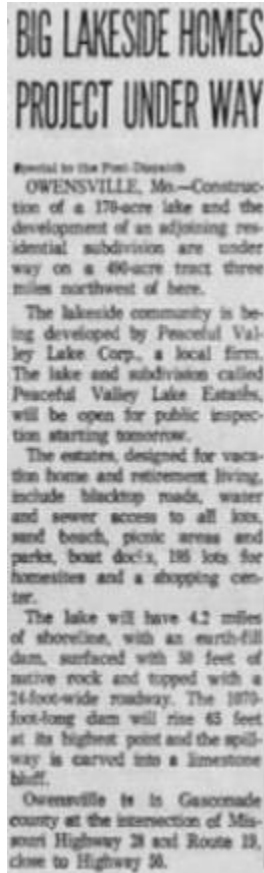 BIG LAKESIDE HOMES
PROJECT UNDER WAY
Special to the Post-Dispatch
OWENSVILLE, Mo.—Construc-
tion of a 170-acre lake and the
development of an adjoining res-
idential subdivision are under
way on a 490-acre tract three
miles northwest of here.
The lakeside community is be-
ing developed by Peaceful Val-
ley Lake Corp., a local firm.
The lake and subdivision called
Peaceful Valley Lake Estates,
will be open for public inspec-
tion starting tomorrow.
The estates, designed for vaca-
tion home and retirement living,
include blacktop roads, water
and sewer access to all lots,
sand beach, picnic areas and
parks, boat docks, 195 lots for
homesites and a shopping cen-
ter.
The lake will have 4.2 miles
of shoreline, with an earth-fill
dam, surfaced with 50 feet of
native rock and topped with a
24-foot-wide roadway. The 1070-
foot-long dam will rise 65 feet
at its highest point and the spill-
way is carved into a limestone
bluff.
Owensville is in Gasconade
county at the intersection of Mis-
souri Highway 28 and Route 19,
close to Highway 50.